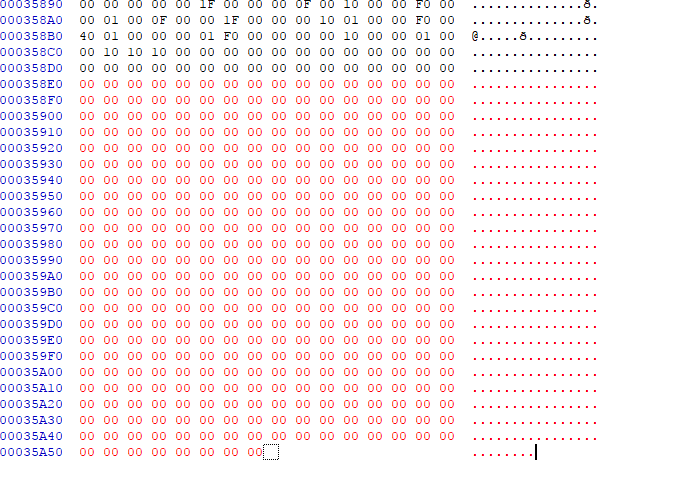 00035890 00 00 00 00 00 1F 00 00 00 0F 00 10 00 00 F0 00 ..............ð.
000358A0 00 01 00 0F 00 00 1F 00 00 00 10 01 00 00 F0 00 ..............ð.
000358B0 40 01 00 00 00 01 F0 00 00 00 00 10 00 00 01 00 @.....ð.........
000358C0 00 10 10 10 00 00 00 00 00 00 00 00 00 00 00 00 ................
000358D0 00 00 00 00 00 00 00 00 00 00 00 00 00 00 00 00 ................
000358E0 00 00 00 00 00 00 00 00 00 00 00 00 00 00 00 00 ................
000358F0 00 00 00 00 00 00 00 00 00 00 00 00 00 00 00 00 ................
00035900 00 00 00 00 00 00 00 00 00 00 00 00 00 00 00 00 ................
00035910 00 00 00 00 00 00 00 00 00 00 00 00 00 00 00 00 ................
00035920 00 00 00 00 00 00 00 00 00 00 00 00 00 00 00 00 ................
00035930 00 00 00 00 00 00 00 00 00 00 00 00 00 00 00 00 ................
00035940 00 00 00 00 00 00 00 00 00 00 00 00 00 00 00 00 ................
00035950 00 00 00 00 00 00 00 00 00 00 00 00 00 00 00 00 ................
00035960 00 00 00 00 00 00 00 00 00 00 00 00 00 00 00 00 ................
00035970 00 00 00 00 00 00 00 00 00 00 00 00 00 00 00 00 ................
00035980 00 00 00 00 00 00 00 00 00 00 00 00 00 00 00 00 ................
00035990 00 00 00 00 00 00 00 00 00 00 00 00 00 00 00 00 ................
000359A0 00 00 00 00 00 00 00 00 00 00 00 00 00 00 00 00 ................
000359B0 00 00 00 00 00 00 00 00 00 00 00 00 00 00 00 00 ................
000359C0 00 00 00 00 00 00 00 00 00 00 00 00 00 00 00 00 ................
000359D0 00 00 00 00 00 00 00 00 00 00 00 00 00 00 00 00 ................
000359E0 00 00 00 00 00 00 00 00 00 00 00 00 00 00 00 00 ................
000359F0 00 00 00 00 00 00 00 00 00 00 00 00 00 00 00 00 ................
00035A00 00 00 00 00 00 00 00 00 00 00 00 00 00 00 00 00 ................
00035A10 00 00 00 00 00 00 00 00 00 00 00 00 00 00 00 00 ................
00035A20 00 00 00 00 00 00 00 00 00 00 00 00 00 00 00 00 ................
00035A30 00 00 00 00 00 00 00 00 00 00 00 00 00 00 00 00 ................
00035A40 00 00 00 00 00 00 00 00 00 00 00 00 00 00 00 00 ................
00035A50 00 00 00 00 00 00 00 00 ........